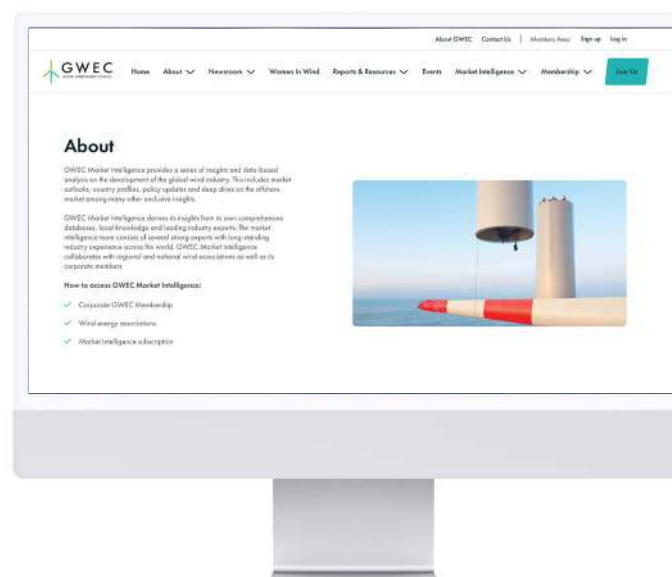 About GWEC Contact Us | Members Area Sign up Log in
GWEC
Home About Newsroom Women In Wind Reports & Resources Events Market Intelligence Membership Join Us
About
GWEC Market Intelligence provides a series of insights and data-based
analysis on the development of the global wind industry. This includes market
outlooks, country profiles, policy updates and deep dives on the offshore
market among many other exclusive insights.
GWEC Market Intelligence derives its insights from its own comprehensive
databases, local knowledge and leading industry experts. The market
intelligence team consists of several strong experts with long-standing
industry experience across the world. GWEC Market Intelligence
collaborates with regional and national wind associations as well as its
corporate members
How to access GWEC Market Intelligence:
Corporate GWEC Membership
Wind energy associations
Market Intelligence subscription